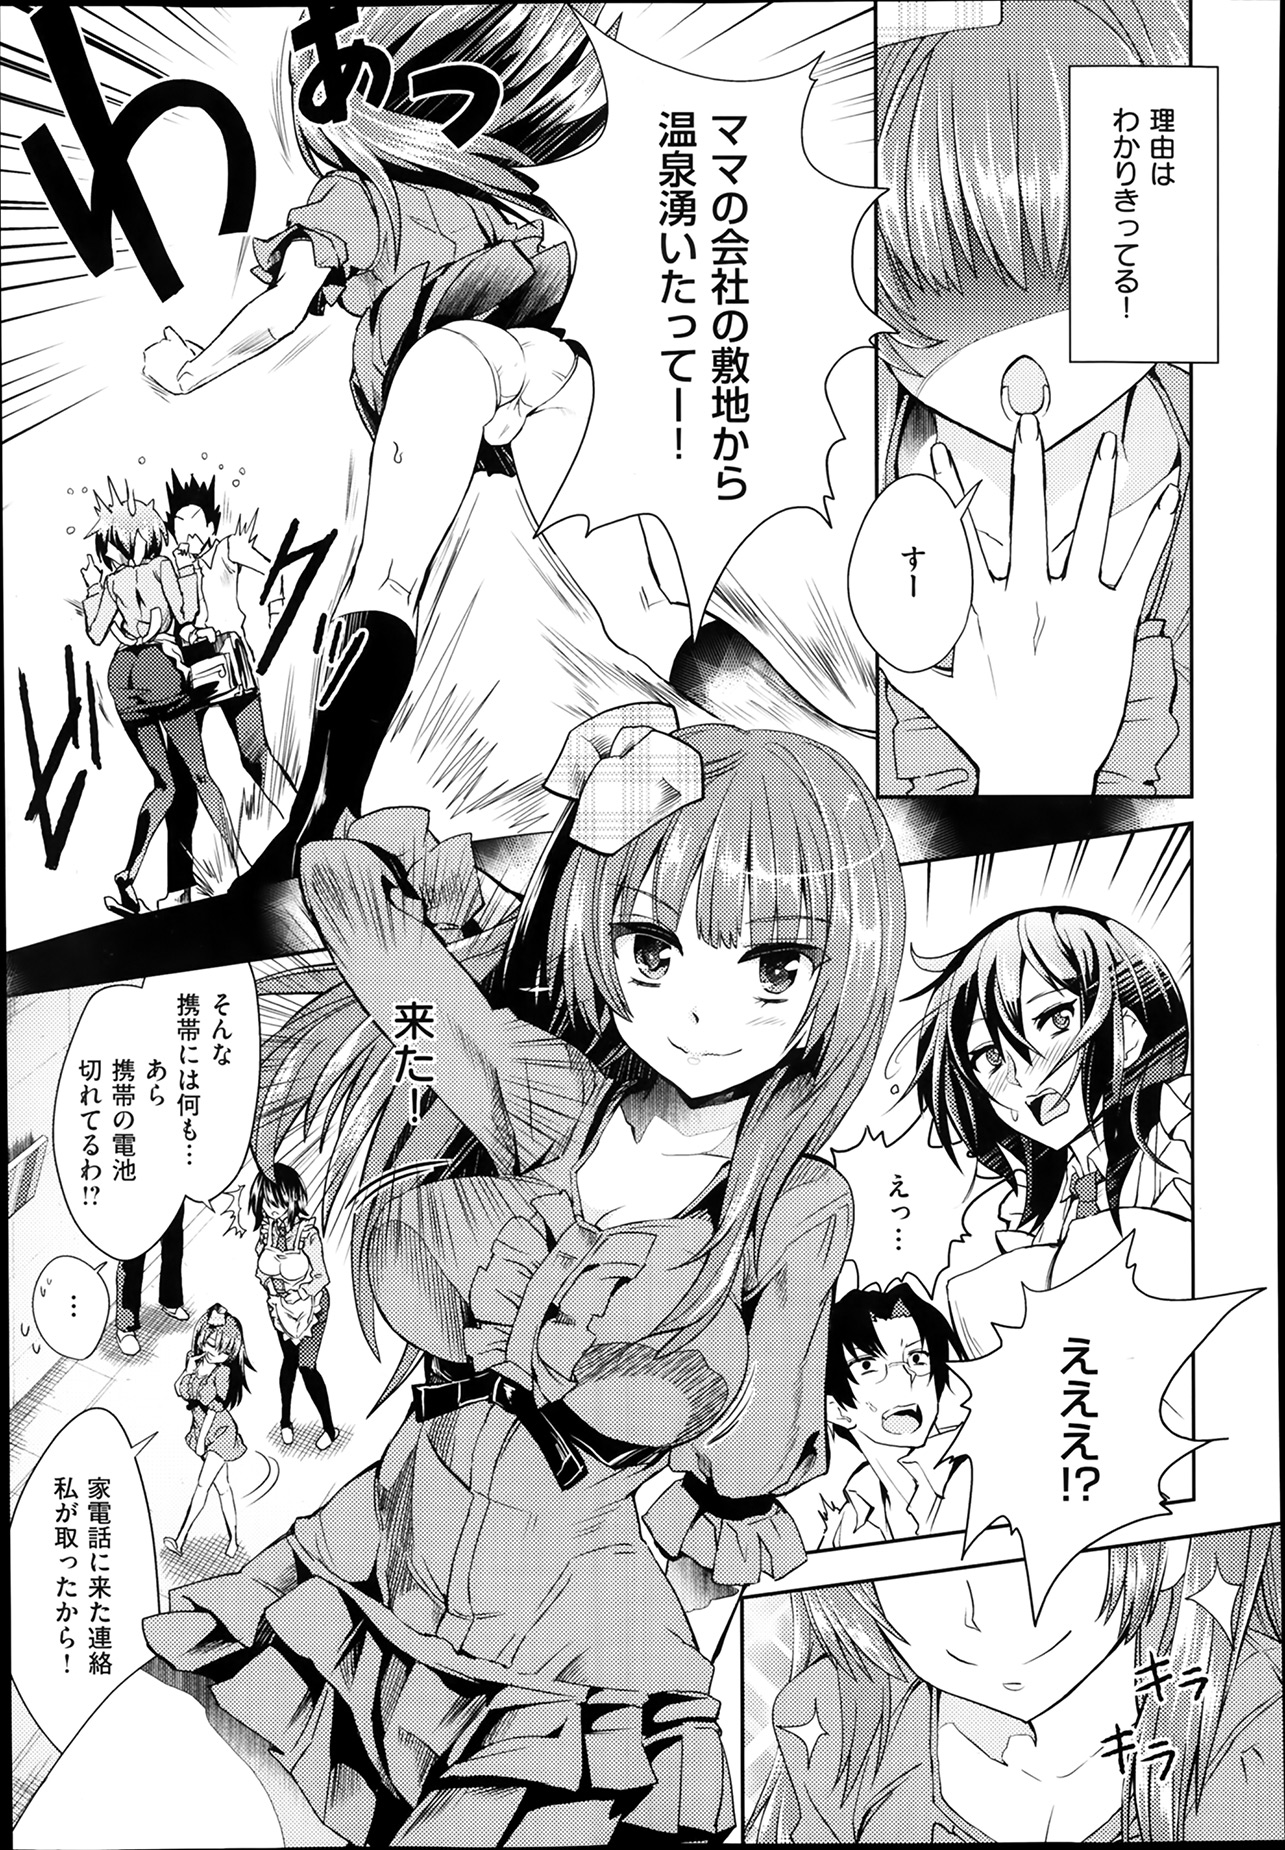 理由は
わかりきってる!
すー
ママの会社の敷地から
温泉湧いたってー!
わ
あっ
ビク
ビクッ
えっ…
えええ!?
キラ
キラ
来た!
そんな
携帯には何も…
あら
携帯の電池
切れてるわ!?
…
家電話に来た連絡
私が取ったから!